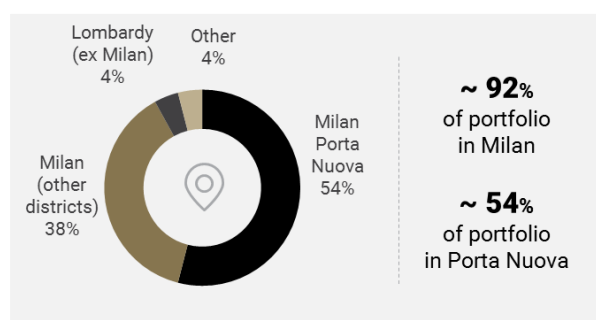 Lombardy
(ex Milan)
4%
Other
4%
Milan
Porta
Nuova
54%
Milan
(other
districts)
38%
~ 92%
of portfolio
in Milan
~ 54%
of portfolio
in Porta Nuova